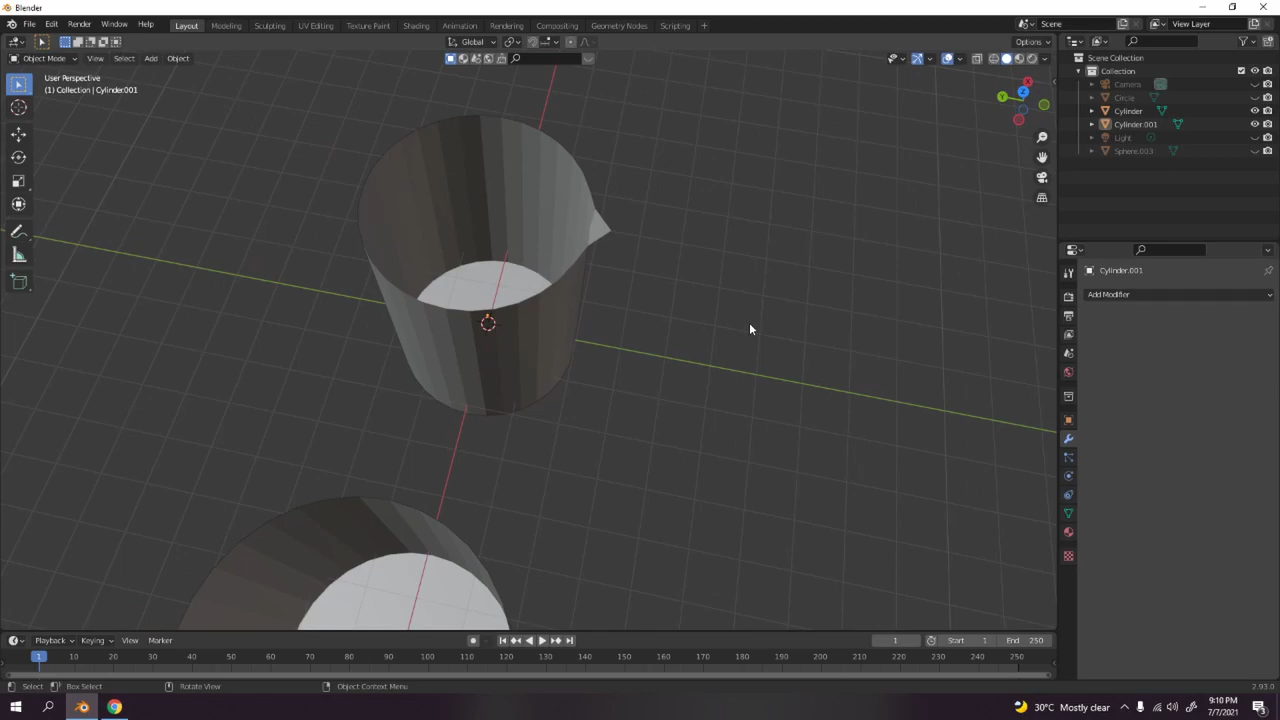 Blender
File Edit Render Window Help Layout Modeling Sculpting UV Editing Texture Paint Shading Animation Rendering Compositing Geometry Nodes Scripting + Scene View Layer
Global Options
Object Mode View Select Add Object
User Perspective
(1) Collection | Cylinder.001
X
Y
Z
Scene Collection
Collection
Camera
Circle
Cylinder
Cylinder.001
Light
Sphere.003
Cylinder.001
Add Modifier
Playback Keying View Marker 1 Start 1 End 250
1 10 20 30 40 50 60 70 80 90 100 110 120 130 140 150 160 170 180 190 200 210 220 230 240 250
Select Box Select Rotate View Object Context Menu 2.93.0
30°C Mostly clear 9:10 PM
7/7/2021 3